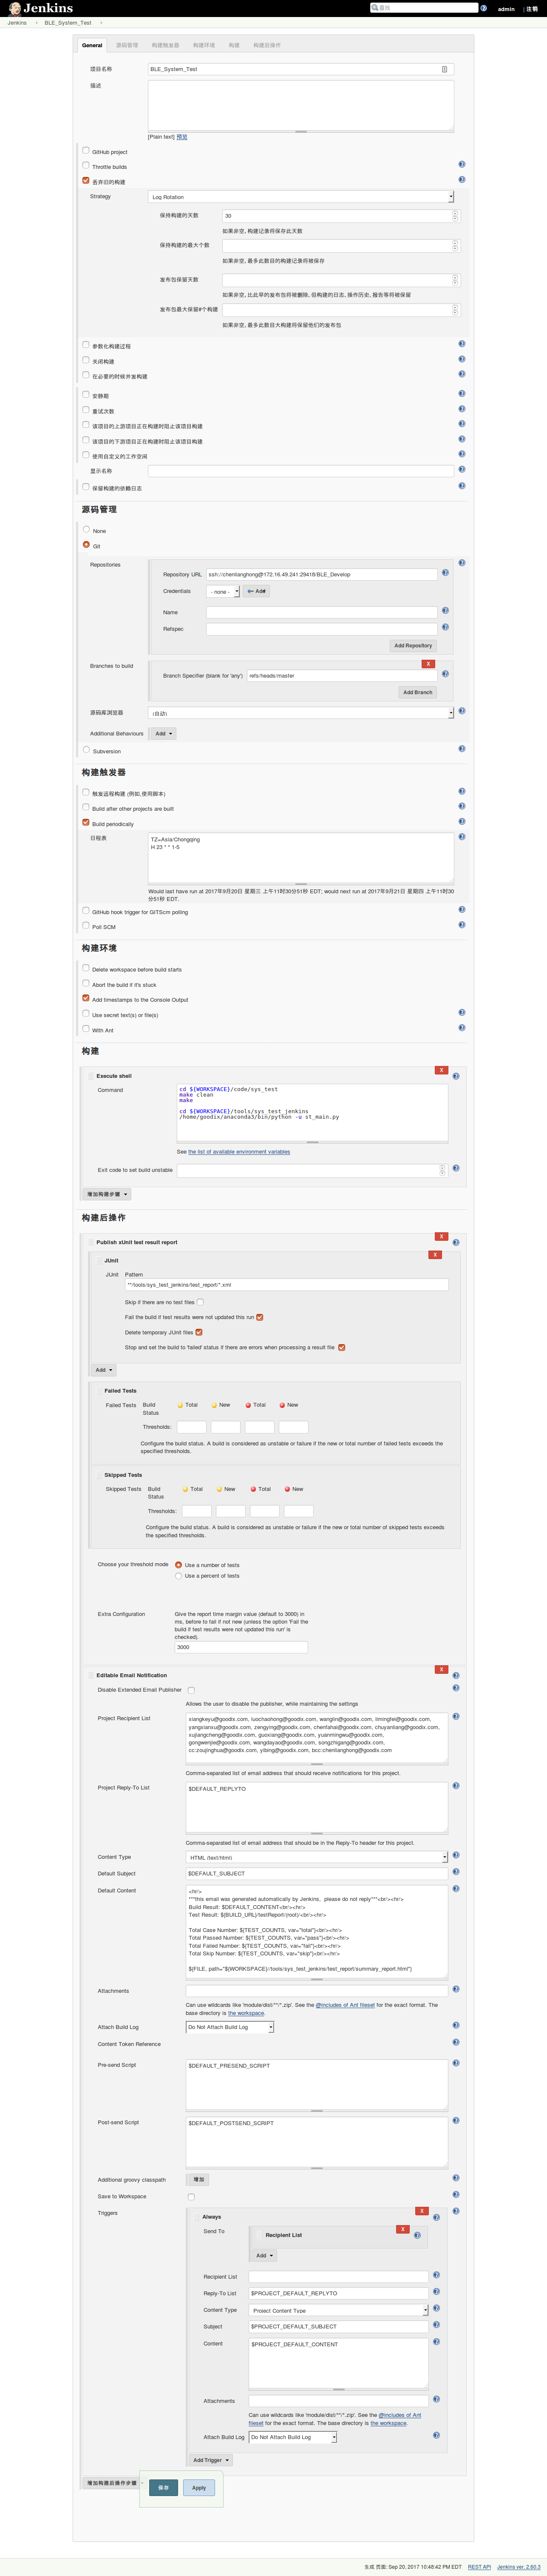 Jenkins
查找
admin
| 注销
Jenkins
BLE_System_Test
General
源码管理
构建触发器
构建环境
构建
构建后操作
项目名称
BLE_System_Test
描述
[Plain text] 预览
GitHub project
Throttle builds
丢弃旧的构建
Strategy
Log Rotation
保持构建的天数
30
如果非空,构建记录将保存此天数
保持构建的最大个数
如果非空,最多此数目的构建记录将被保存
发布包保留天数
如果非空,比此早的发布包将被删除,但构建的日志,操作历史,报告等将被保留
发布包最大保留#个构建
如果非空,最多此数目大构建将保留他们的发布包
参数化构建过程
关闭构建
在必要的时候并发构建
安静期
重试次数
该项目的上游项目正在构建时阻止该项目构建
该项目的下游项目正在构建时阻止该项目构建
使用自定义的工作空间
显示名称
保留构建的依赖日志
源码管理
None
Git
Repositories
Repository URL
ssh://chenlianghong@172.16.49.241:29418/BLE_Develop
Credentials
- none -
Add
Name
Refspec
Add Repository
Branches to build
X
Branch Specifier (blank for 'any')
refs/heads/master
Add Branch
源码库浏览器
(自动)
Additional Behaviours
Add
Subversion
构建触发器
触发远程构建 (例如,使用脚本)
Build after other projects are built
Build periodically
日程表
TZ=Asia/Chongqing
H 23 * * 1-5
Would last have run at 2017年9月20日 星期三 上午11时30分51秒 EDT; would next run at 2017年9月21日 星期四 上午11时30
分51秒 EDT.
GitHub hook trigger for GITScm polling
Poll SCM
构建环境
Delete workspace before build starts
Abort the build if it's stuck
Add timestamps to the Console Output
Use secret text(s) or file(s)
With Ant
构建
X
Execute shell
Command
cd ${WORKSPACE}/code/sys_test
make clean
make
cd ${WORKSPACE}/tools/sys_test_jenkins
/home/goodix/anaconda3/bin/python -u st_main.py
See the list of available environment variables
Exit code to set build unstable
增加构建步骤
构建后操作
X
Publish xUnit test result report
X
JUnit
JUnit
Pattern
**/tools/sys_test_jenkins/test_report/*.xml
Skip if there are no test files
Fail the build if test results were not updated this run
Delete temporary JUnit files
Stop and set the build to 'failed' status if there are errors when processing a result file
Add
Failed Tests
Failed Tests
Build Status
Total
New
Total
New
Thresholds:
Configure the build status. A build is considered as unstable or failure if the new or total number of failed tests exceeds the
specified thresholds.
Skipped Tests
Skipped Tests
Build Status
Total
New
Total
New
Thresholds:
Configure the build status. A build is considered as unstable or failure if the new or total number of skipped tests exceeds
the specified thresholds.
Choose your threshold mode
Use a number of tests
Use a percent of tests
Extra Configuration
Give the report time margin value (default to 3000) in
ms, before to fail if not new (unless the option 'Fail the
build if test results were not updated this run' is
checked).
3000
X
Editable Email Notification
Disable Extended Email Publisher
Allows the user to disable the publisher, while maintaining the settings
Project Recipient List
xiangkeyu@goodix.com, luochaohong@goodix.com, wanglin@goodix.com, limingfei@goodix.com,
yangxianxu@goodix.com, zengying@goodix.com, chenfahai@goodix.com, chuyanliang@goodix.com,
xujiangcheng@goodix.com, guoxiang@goodix.com, yuanmingwu@goodix.com,
gongwenjie@goodix.com, wangdayao@goodix.com, songzhigang@goodix.com,
cc:zoujinghua@goodix.com, yibing@goodix.com, bcc:chenlianghong@goodix.com
Comma-separated list of email address that should receive notifications for this project.
Project Reply-To List
$DEFAULT_REPLYTO
Comma-separated list of email address that should be in the Reply-To header for this project.
Content Type
HTML (text/html)
Default Subject
$DEFAULT_SUBJECT
Default Content
<hr/>
***this email was generated automatically by Jenkins, please do not reply***<br/><hr/>
Build Result: $DEFAULT_CONTENT<br/><hr/>
Test Result: ${BUILD_URL}/testReport/(root)/<br/><hr/>
Total Case Number: ${TEST_COUNTS, var="total"}<br/><hr/>
Total Passed Number: ${TEST_COUNTS, var="pass"}<br/><hr/>
Total Failed Number: ${TEST_COUNTS, var="fail"}<br/><hr/>
Total Skip Number: ${TEST_COUNTS, var="skip"}<br/><hr/>
${FILE, path="${WORKSPACE}/tools/sys_test_jenkins/test_report/summary_report.html"}
Attachments
Can use wildcards like 'module/dist/**/*.zip'. See the @includes of Ant fileset for the exact format. The
base directory is the workspace.
Attach Build Log
Do Not Attach Build Log
Content Token Reference
Pre-send Script
$DEFAULT_PRESEND_SCRIPT
Post-send Script
$DEFAULT_POSTSEND_SCRIPT
Additional groovy classpath
增加
Save to Workspace
Triggers
X
Always
Send To
X
Recipient List
Add
Recipient List
Reply-To List
$PROJECT_DEFAULT_REPLYTO
Content Type
Project Content Type
Subject
$PROJECT_DEFAULT_SUBJECT
Content
$PROJECT_DEFAULT_CONTENT
Attachments
Can use wildcards like 'module/dist/**/*.zip'. See the @includes of Ant
fileset for the exact format. The base directory is the workspace.
Attach Build Log
Do Not Attach Build Log
Add Trigger
增加构建后操作步骤
保存
Apply
生成 页面: Sep 20, 2017 10:48:42 PM EDT
REST API
Jenkins ver. 2.60.3